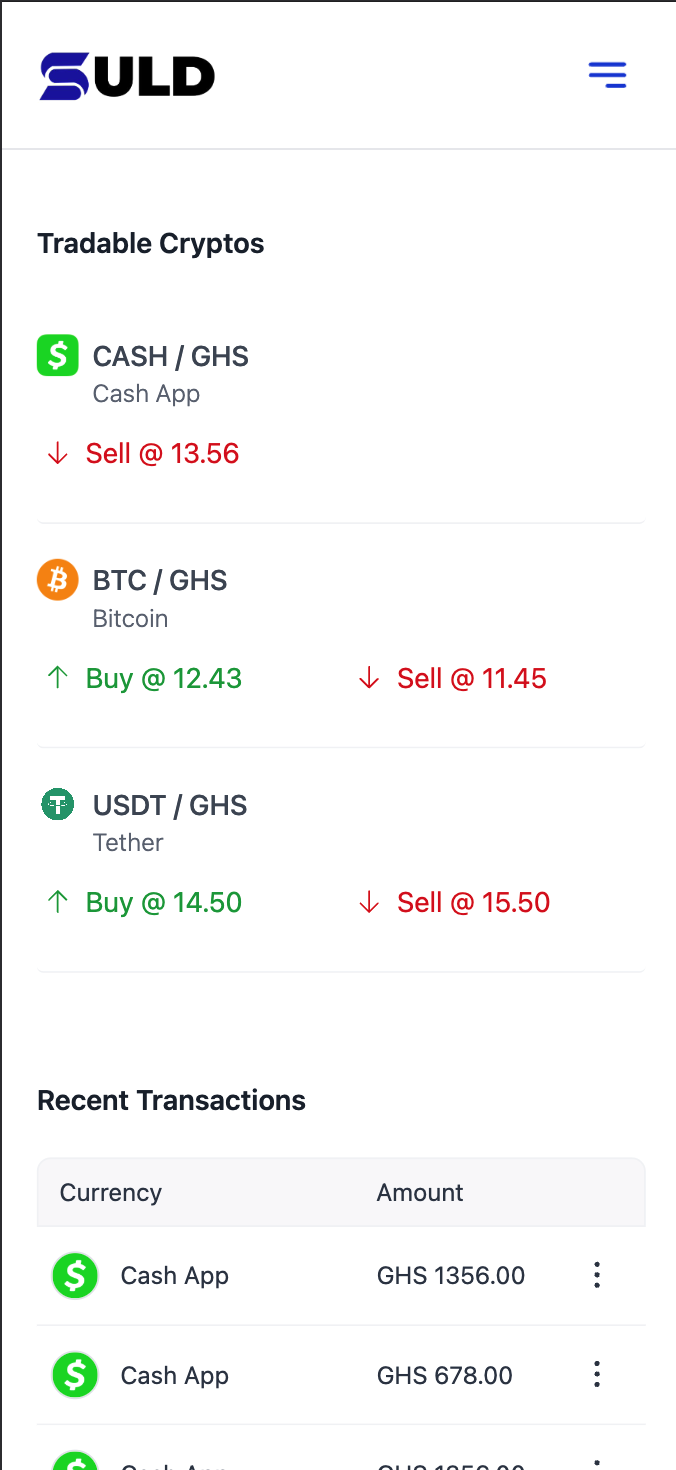 SULD
Tradable Cryptos
CASH / GHS
Cash App
Sell @ 13.56
BTC / GHS
Bitcoin
Buy @ 12.43 Sell @ 11.45
USDT / GHS
Tether
Buy @ 14.50 Sell @ 15.50
Recent Transactions
Currency Amount
Cash App GHS 1356.00
Cash App GHS 678.00